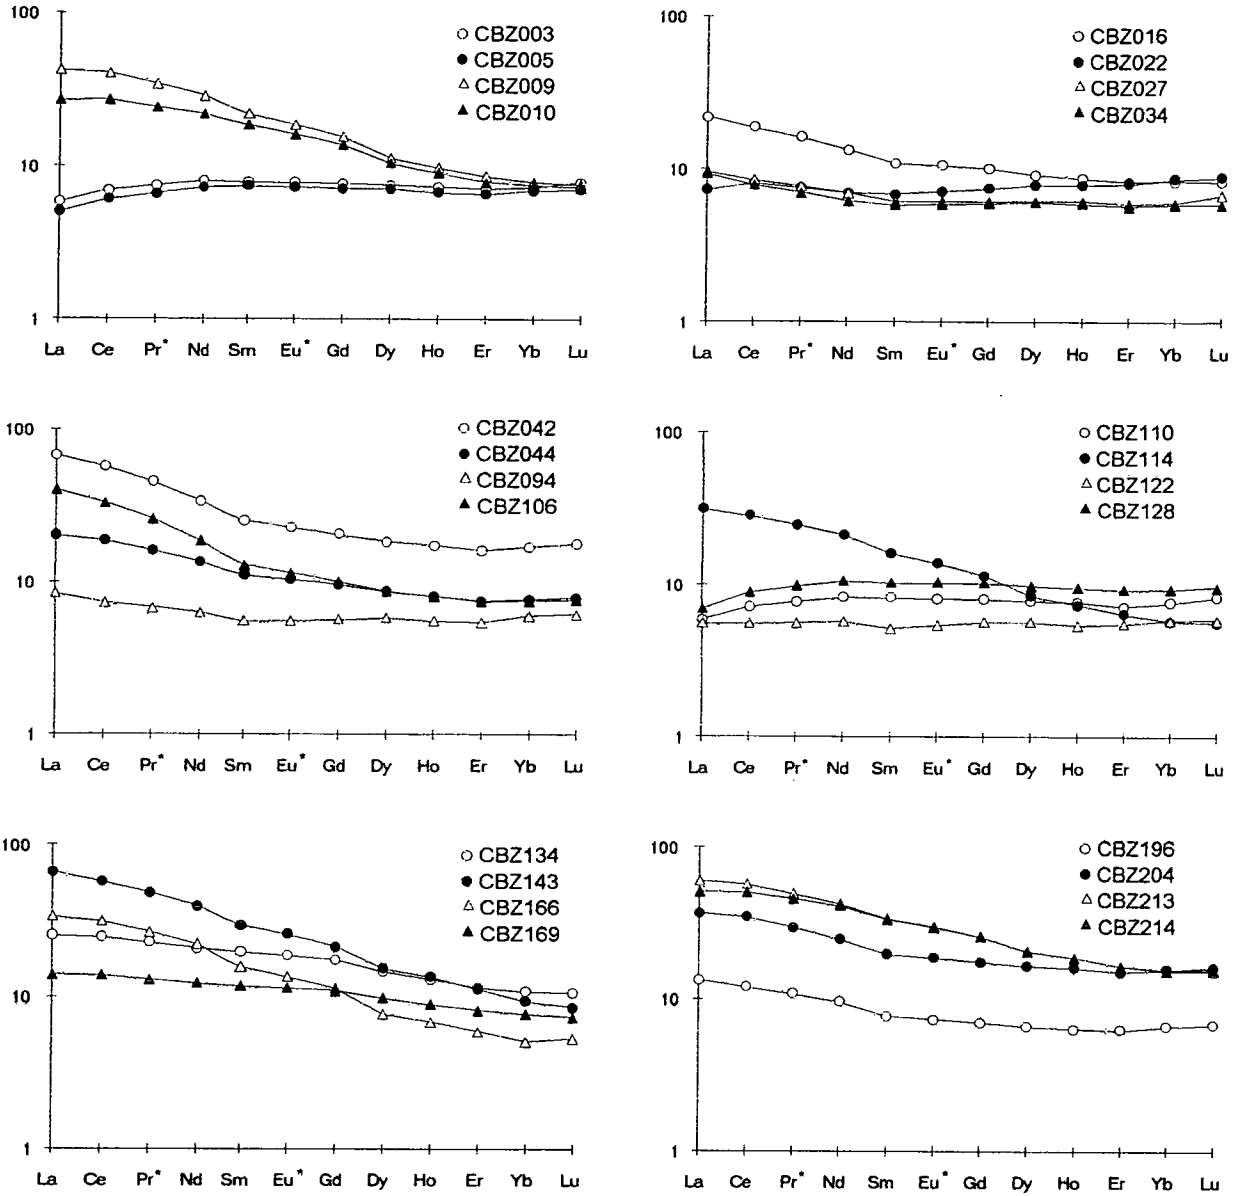 100
10
1
○ CBZ003
● CBZ005
△ CBZ009
▲ CBZ010
La Ce Pr* Nd Sm Eu* Gd Dy Ho Er Yb Lu
100
10
1
○ CBZ016
● CBZ022
△ CBZ027
▲ CBZ034
La Ce Pr* Nd Sm Eu* Gd Dy Ho Er Yb Lu
100
10
1
○ CBZ042
● CBZ044
△ CBZ094
▲ CBZ106
La Ce Pr* Nd Sm Eu* Gd Dy Ho Er Yb Lu
100
10
1
○ CBZ110
● CBZ114
△ CBZ122
▲ CBZ128
La Ce Pr* Nd Sm Eu* Gd Dy Ho Er Yb Lu
100
10
1
○ CBZ134
● CBZ143
△ CBZ166
▲ CBZ169
La Ce Pr* Nd Sm Eu* Gd Dy Ho Er Yb Lu
100
10
1
○ CBZ196
● CBZ204
△ CBZ213
▲ CBZ214
La Ce Pr* Nd Sm Eu* Gd Dy Ho Er Yb Lu